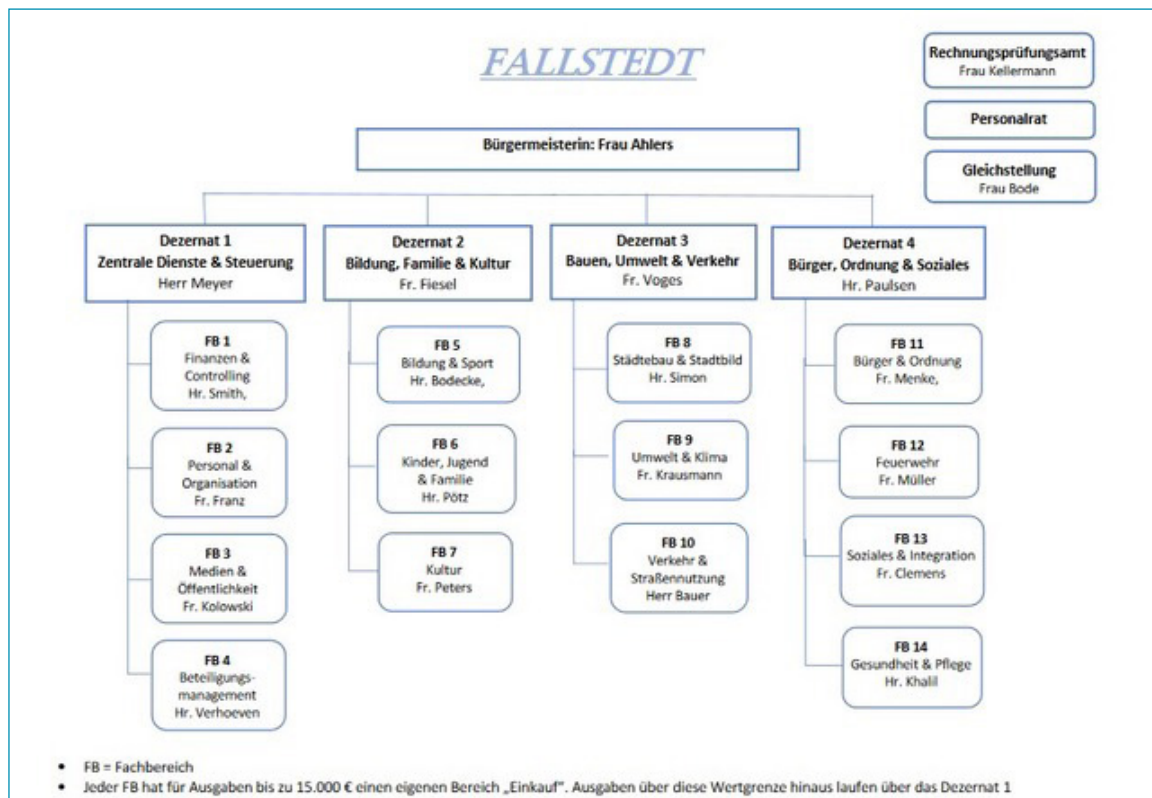 FALLSTEDT
Rechnungsprüfungsamt
Frau Kellermann
Personalrat
Gleichstellung
Frau Bode
Bürgermeisterin: Frau Ahlers
Dezernat 1
Zentrale Dienste & Steuerung
Herr Meyer
FB 1
Finanzen &
Controlling
Hr. Smith,
FB 2
Personal &
Organisation
Fr. Franz
FB 3
Medien &
Öffentlichkeit
Fr. Kolowski
FB 4
Beteiligungs-
management
Hr. Verhoeven
Dezernat 2
Bildung, Familie & Kultur
Fr. Fiesel
FB 5
Bildung & Sport
Hr. Bodecke,
FB 6
Kinder, Jugend
& Familie
Hr. Pötz
FB 7
Kultur
Fr. Peters
Dezernat 3
Bauen, Umwelt & Verkehr
Fr. Voges
FB 8
Städtebau & Stadtbild
Hr. Simon
FB 9
Umwelt & Klima
Fr. Krausmann
FB 10
Verkehr &
Straßennutzung
Herr Bauer
Dezernat 4
Bürger, Ordnung & Soziales
Hr. Paulsen
FB 11
Bürger & Ordnung
Fr. Menke,
FB 12
Feuerwehr
Fr. Müller
FB 13
Soziales & Integration
Fr. Clemens
FB 14
Gesundheit & Pflege
Hr. Khalil
• FB = Fachbereich
• Jeder FB hat für Ausgaben bis zu 15.000 € einen eigenen Bereich „Einkauf". Ausgaben über diese Wertgrenze hinaus laufen über das Dezernat 1